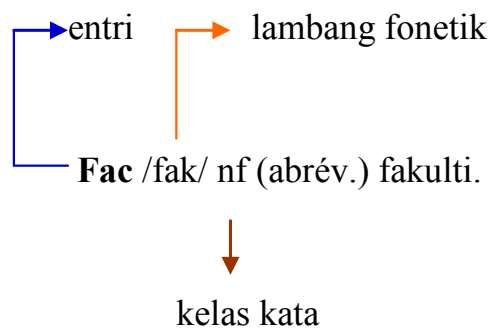 entri lambang fonetik
Fac /fak/ nf (abrév.) fakulti.
kelas kata